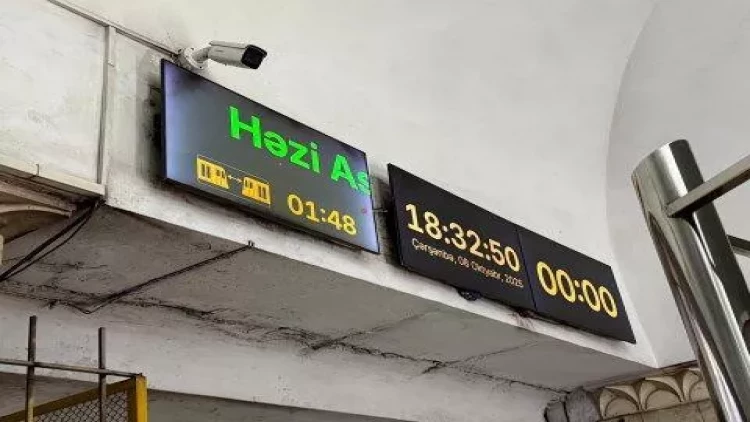 Həzi As
01:48
18:32:50
Çərşənbə, 08 Oktyabr, 2025
00:00